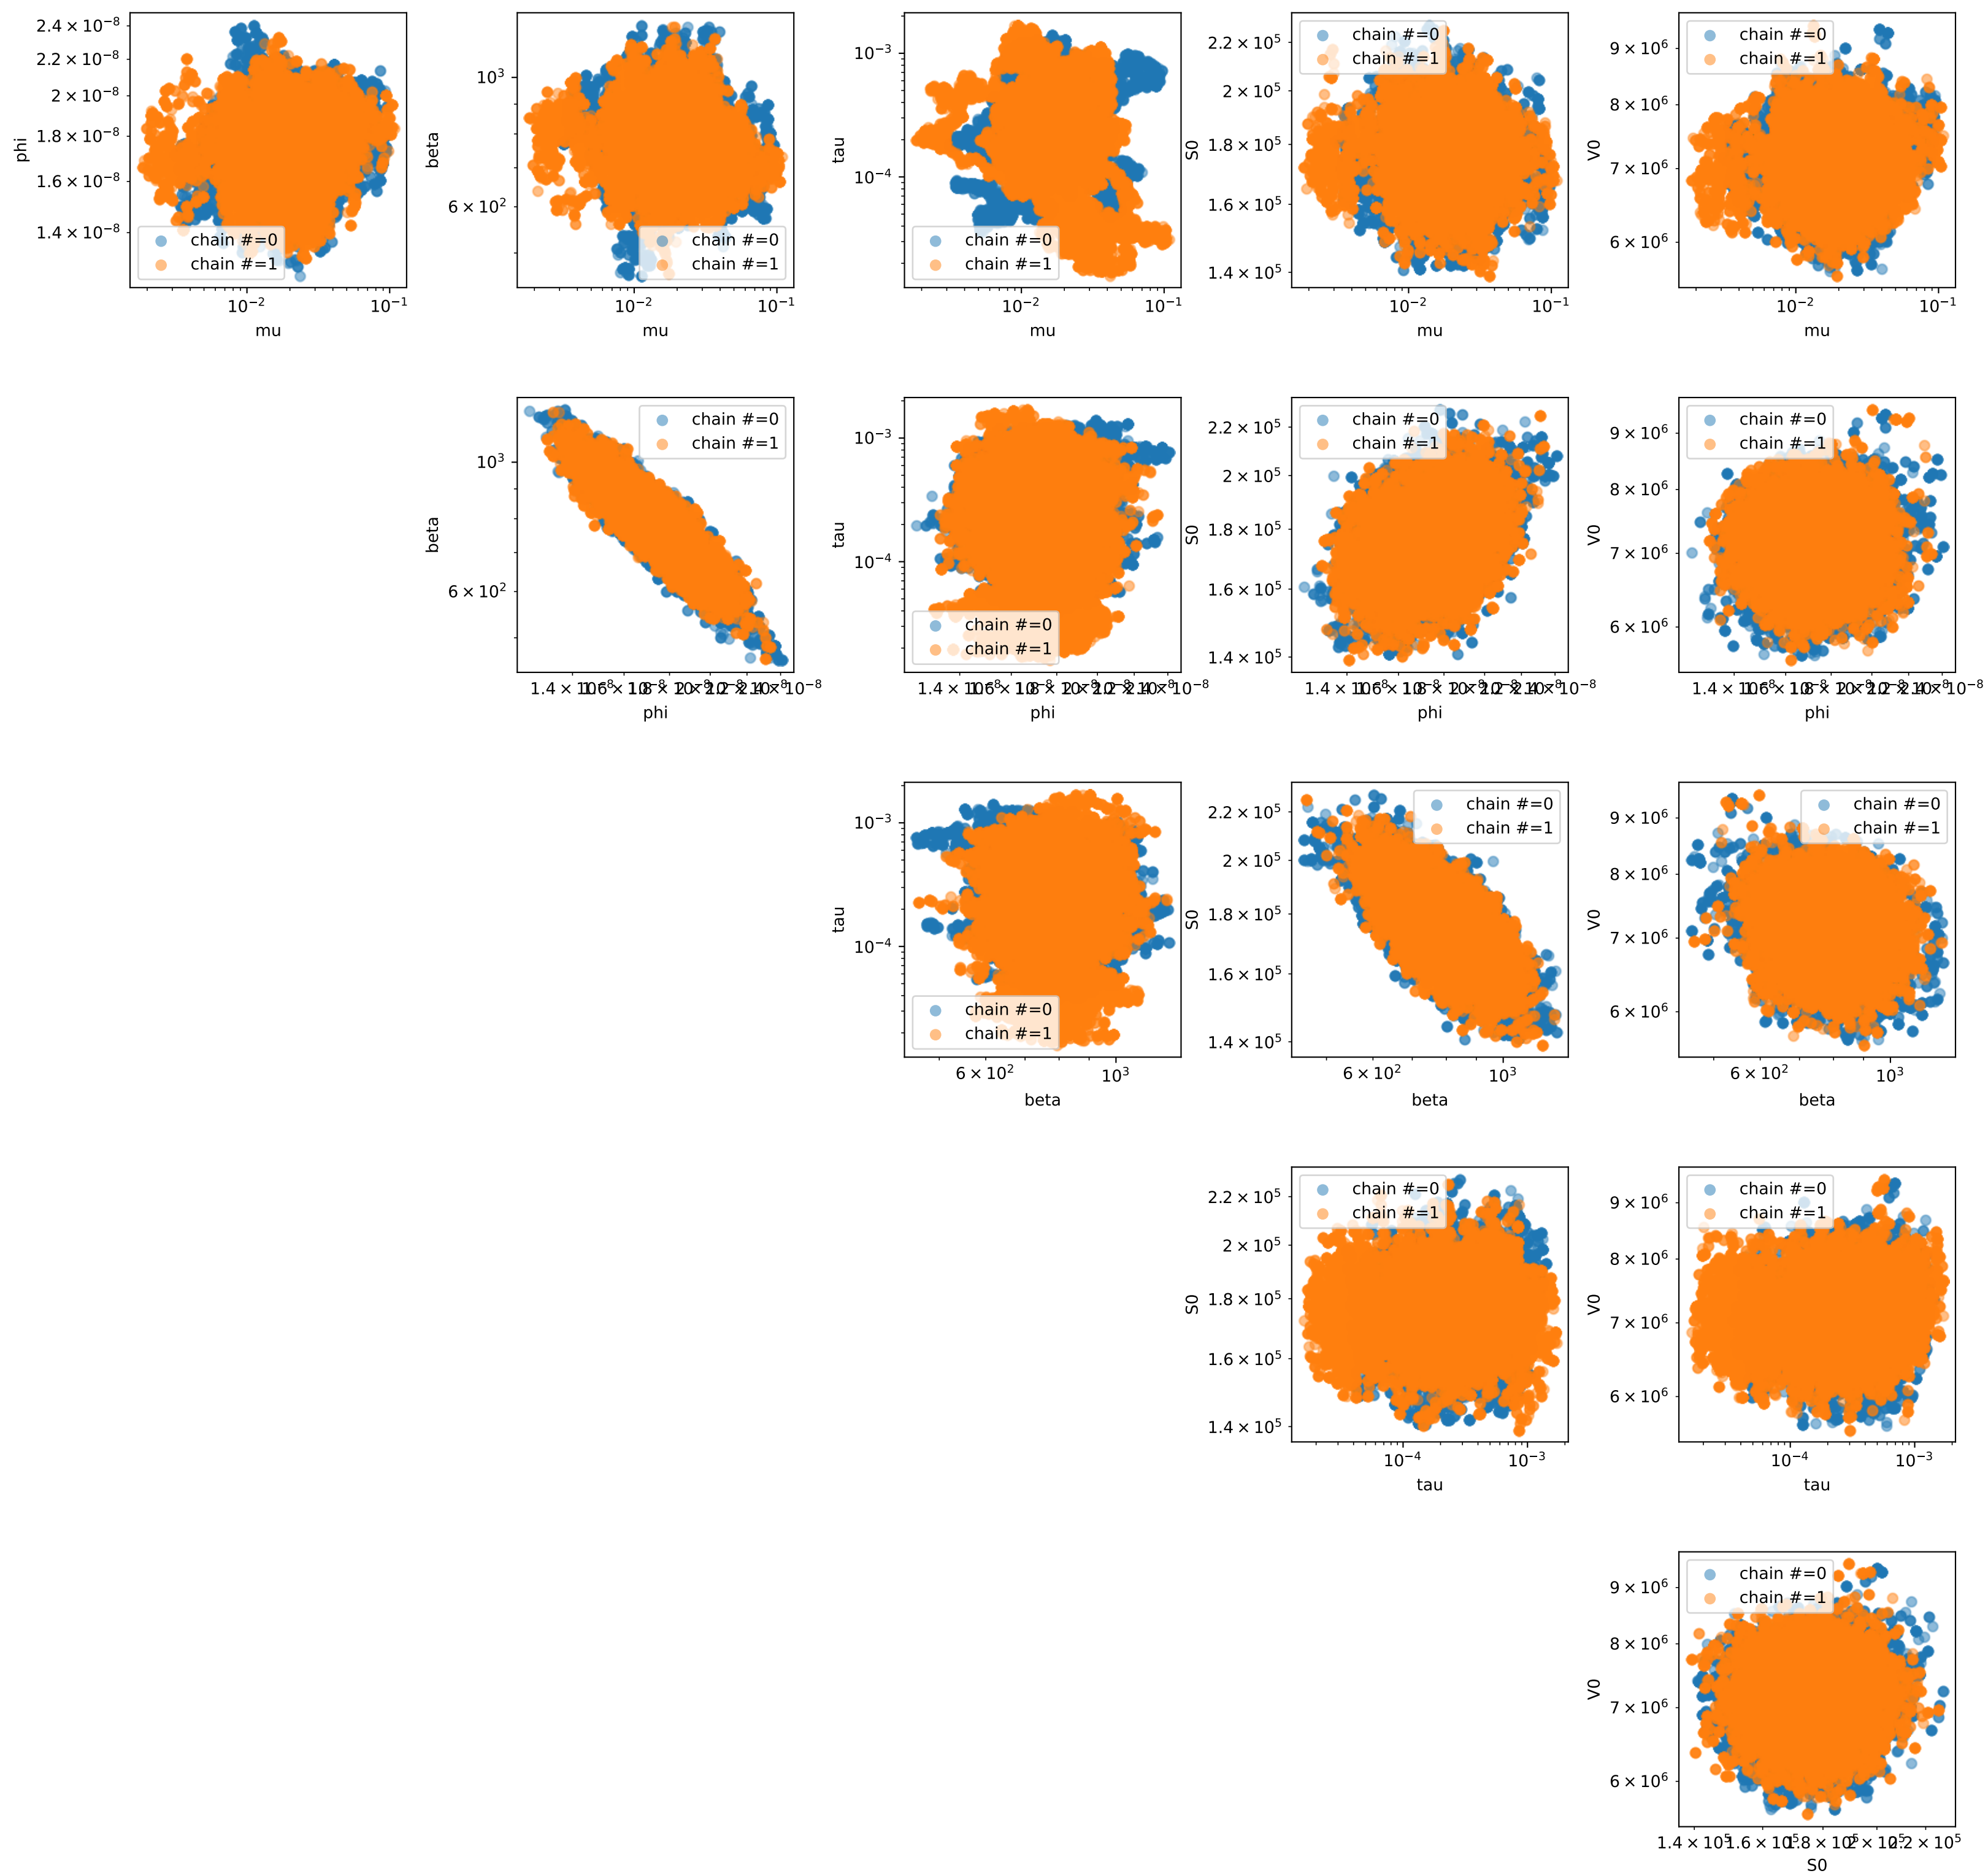 2.4 × 10⁻⁸
2.2 × 10⁻⁸
2 × 10⁻⁸
1.8 × 10⁻⁸
1.6 × 10⁻⁸
1.4 × 10⁻⁸
phi
chain #=0
chain #=1
10⁻²
10⁻¹
mu
10³
6 × 10²
beta
chain #=0
chain #=1
10⁻²
10⁻¹
mu
10⁻³
10⁻⁴
tau
chain #=0
chain #=1
10⁻²
10⁻¹
mu
2.2 × 10⁵
2 × 10⁵
1.8 × 10⁵
1.6 × 10⁵
1.4 × 10⁵
S0
chain #=0
chain #=1
10⁻²
10⁻¹
mu
9 × 10⁶
8 × 10⁶
7 × 10⁶
6 × 10⁶
V0
chain #=0
chain #=1
10⁻²
10⁻¹
mu
10³
6 × 10²
beta
chain #=0
chain #=1
phi
10⁻³
10⁻⁴
tau
chain #=0
chain #=1
phi
2.2 × 10⁵
2 × 10⁵
1.8 × 10⁵
1.6 × 10⁵
1.4 × 10⁵
S0
chain #=0
chain #=1
phi
9 × 10⁶
8 × 10⁶
7 × 10⁶
6 × 10⁶
V0
chain #=0
chain #=1
phi
10⁻³
10⁻⁴
tau
chain #=0
chain #=1
6 × 10²
10³
beta
2.2 × 10⁵
2 × 10⁵
1.8 × 10⁵
1.6 × 10⁵
1.4 × 10⁵
S0
chain #=0
chain #=1
6 × 10²
10³
beta
9 × 10⁶
8 × 10⁶
7 × 10⁶
6 × 10⁶
V0
chain #=0
chain #=1
6 × 10²
10³
beta
2.2 × 10⁵
2 × 10⁵
1.8 × 10⁵
1.6 × 10⁵
1.4 × 10⁵
S0
chain #=0
chain #=1
10⁻⁴
10⁻³
tau
9 × 10⁶
8 × 10⁶
7 × 10⁶
6 × 10⁶
V0
chain #=0
chain #=1
10⁻⁴
10⁻³
tau
9 × 10⁶
8 × 10⁶
7 × 10⁶
6 × 10⁶
V0
chain #=0
chain #=1
S0